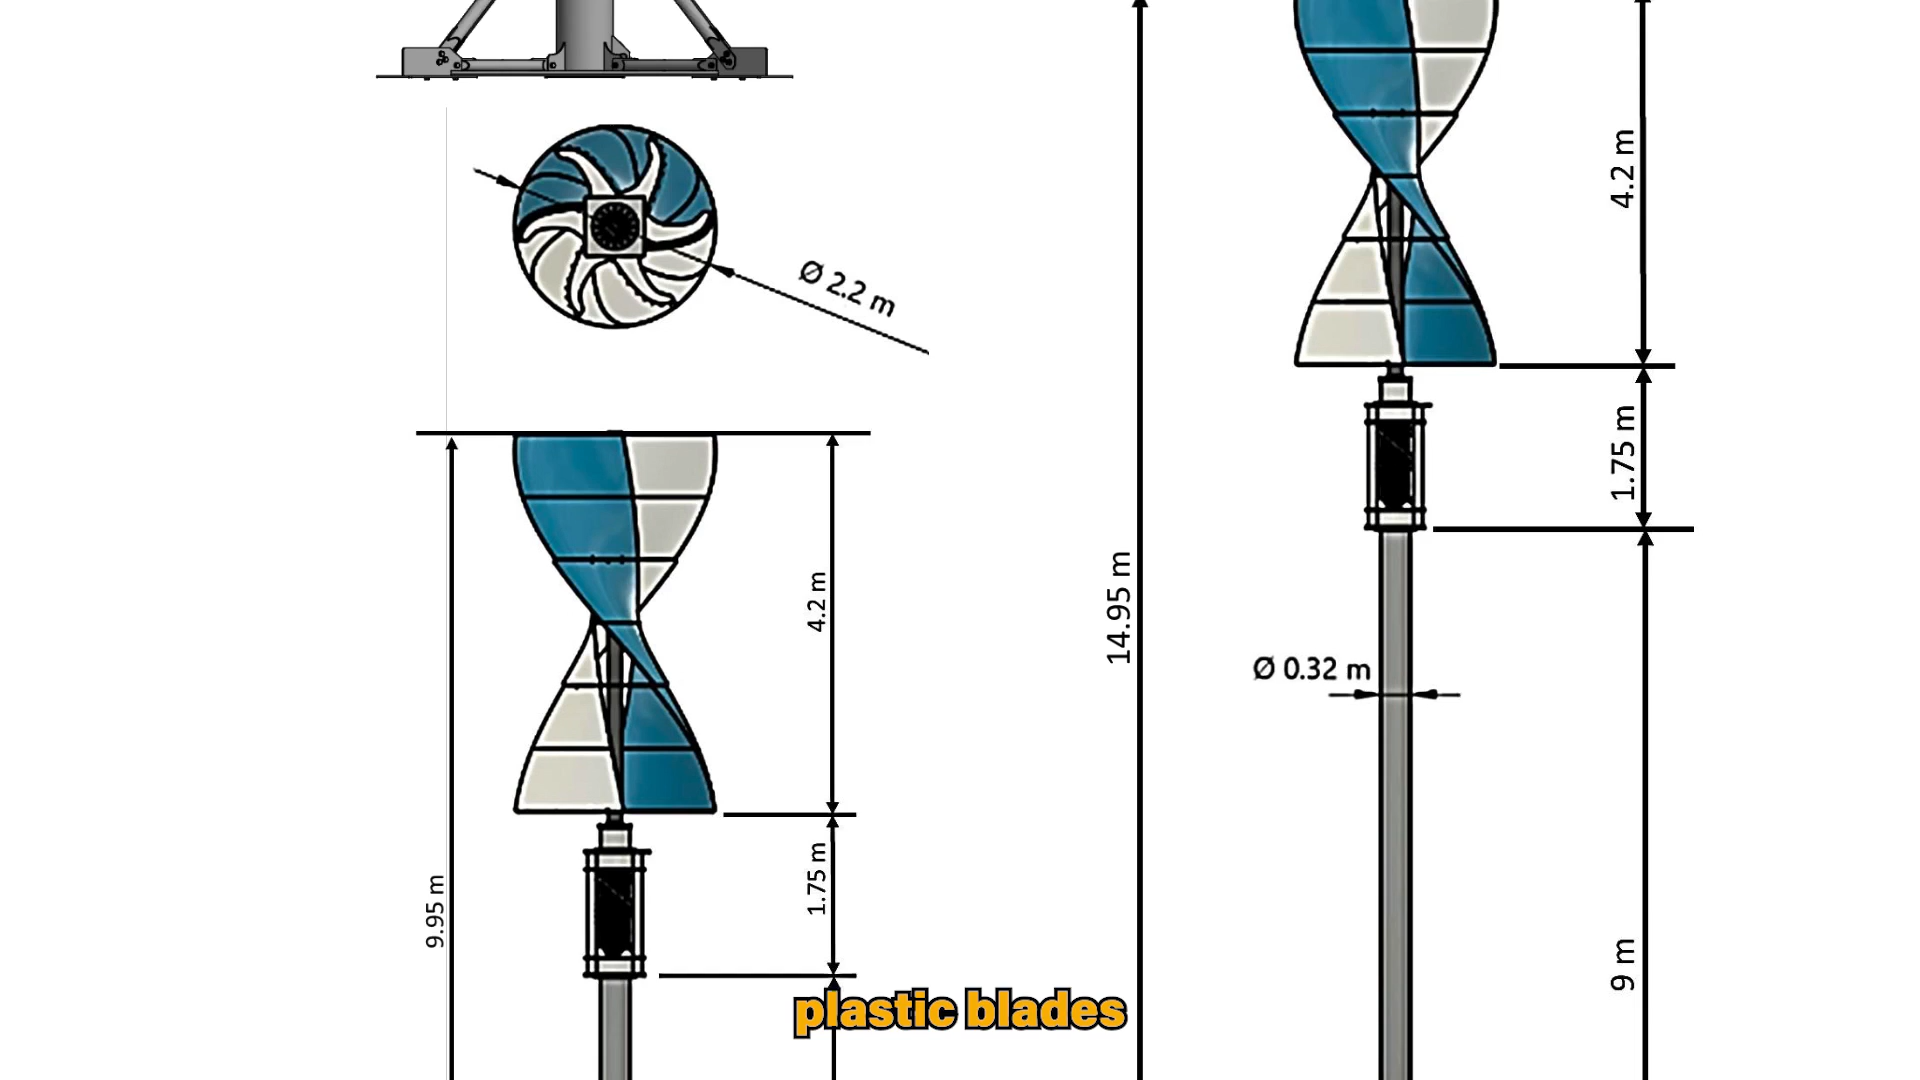 Ø 2.2 m
4.2 m
1.75 m
9.95 m
plastic blades
14.95 m
4.2 m
1.75 m
Ø 0.32 m
9 m